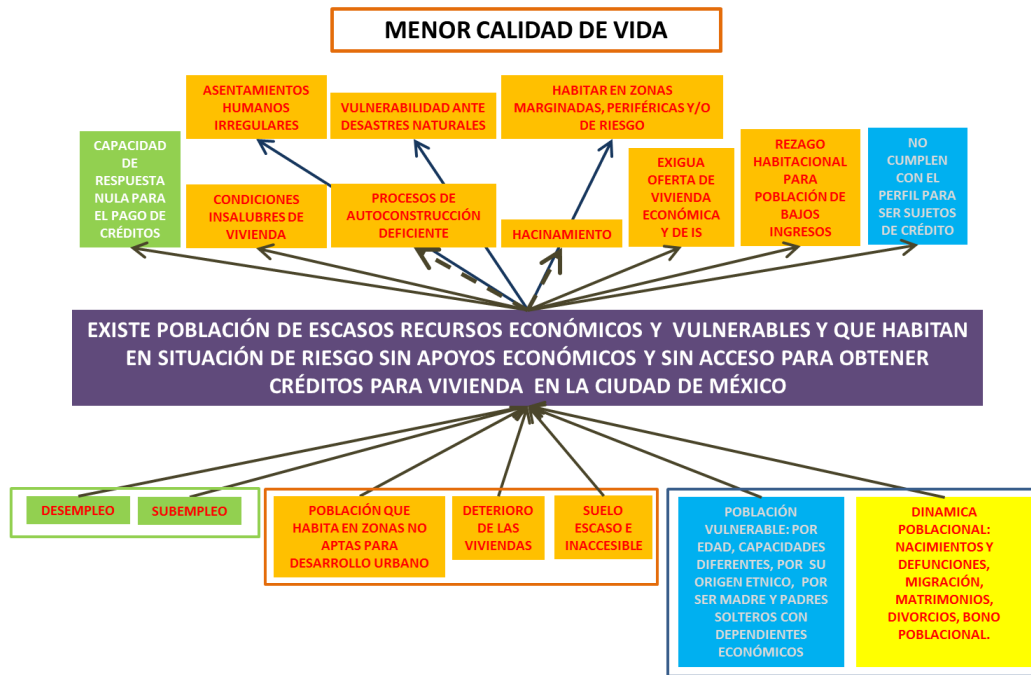 MENOR CALIDAD DE VIDA
ASENTAMIENTOS
HUMANOS
IRREGULARES
VULNERABILIDAD ANTE
DESASTRES NATURALES
HABITAR EN ZONAS
MARGINADAS, PERIFÉRICAS Y/O
DE RIESGO
CAPACIDAD
DE
RESPUESTA
NULA PARA
EL PAGO DE
CRÉDITOS
CONDICIONES
INSALUBRES DE
VIVIENDA
PROCESOS DE
AUTOCONSTRUCCIÓN
DEFICIENTE
HACINAMIENTO
EXIGUA
OFERTA DE
VIVIENDA
ECONÓMICA
Y DE IS
REZAGO
HABITACIONAL
PARA
POBLACIÓN DE
BAJOS
INGRESOS
NO
CUMPLEN
CON EL
PERFIL PARA
SER SUJETOS
DE CRÉDITO
EXISTE POBLACIÓN DE ESCASOS RECURSOS ECONÓMICOS Y VULNERABLES Y QUE HABITAN
EN SITUACIÓN DE RIESGO SIN APOYOS ECONÓMICOS Y SIN ACCESO PARA OBTENER
CRÉDITOS PARA VIVIENDA EN LA CIUDAD DE MÉXICO
DESEMPLEO
SUBEMPLEO
POBLACIÓN QUE
HABITA EN ZONAS NO
APTAS PARA
DESARROLLO URBANO
DETERIORO
DE LAS
VIVIENDAS
SUELO
ESCASO E
INACCESIBLE
POBLACIÓN
VULNERABLE: POR
EDAD, CAPACIDADES
DIFERENTES, POR SU
ORIGEN ETNICO, POR
SER MADRE Y PADRES
SOLTEROS CON
DEPENDIENTES
ECONÓMICOS
DINAMICA
POBLACIONAL:
NACIMIENTOS Y
DEFUNCIONES,
MIGRACIÓN,
MATRIMONIOS,
DIVORCIOS, BONO
POBLACIONAL.